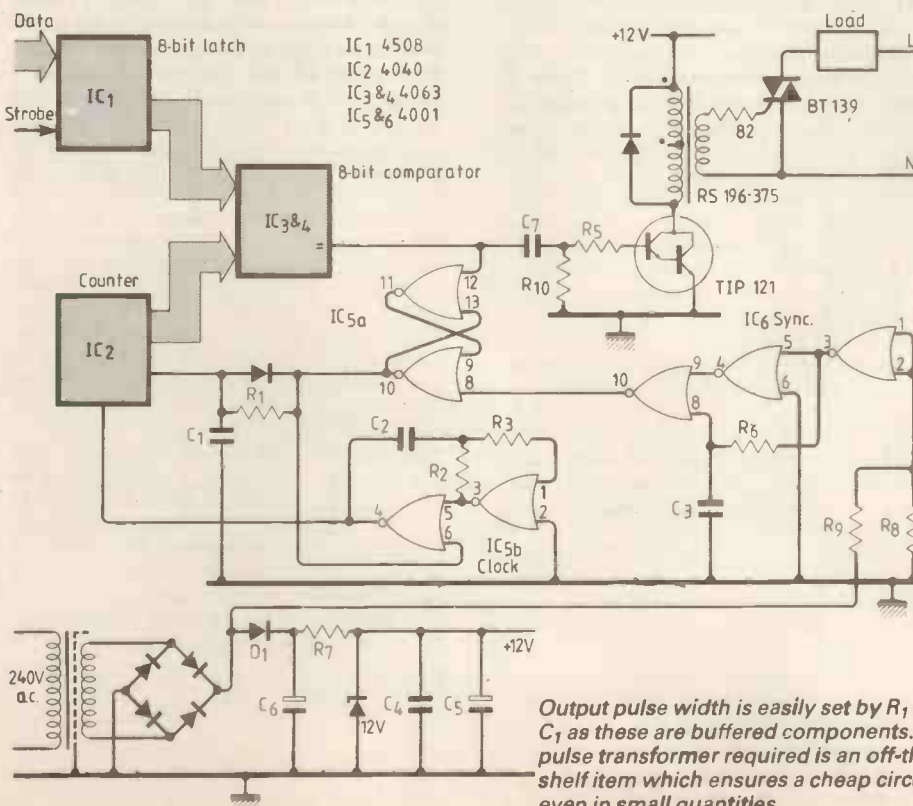 Data
8-bit latch
IC1
Strobe
IC1 4508
IC2 4040
IC3&4 4063
IC5&6 4001
+12V
Load
L
BT 139
82
N
RS 196-375
8-bit comparator
IC3&4
=
C7
R5
R10
TIP 121
Counter
IC2
IC5a
11
12
13
9
10
8
R1
C1
IC6 Sync.
5
4
6
3
1
2
9
10
8
R6
C3
R9
R8
C2
R3
R2
3
1
2
4
5
6
IC5b
Clock
240V
a.c.
D1
R7
+12V
C6
12V
C4
C5
Output pulse width is easily set by R1
C1 as these are buffered components.
pulse transformer required is an off-th
shelf item which ensures a cheap circ
even in small quantities